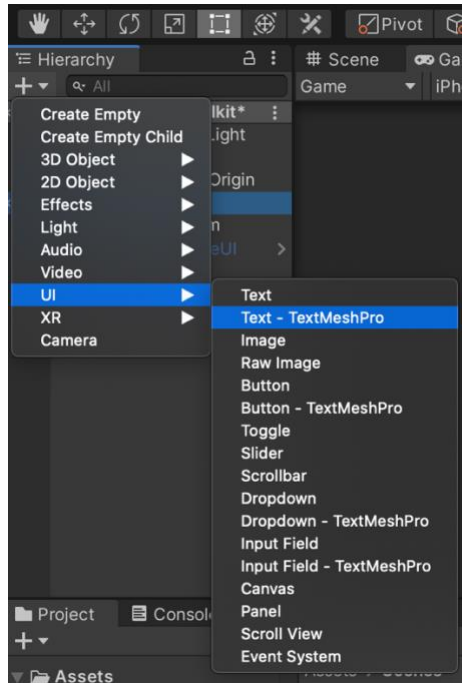 Pivot
Hierarchy
Scene
Ga
All
Game
iPh
Create Empty
lkit*
Create Empty Child
ight
3D Object
2D Object
Origin
Effects
Light
m
Audio
eUI
Video
UI
Text
XR
Text - TextMeshPro
Camera
Image
Raw Image
Button
Button - TextMeshPro
Toggle
Slider
Scrollbar
Dropdown
Dropdown - TextMeshPro
Input Field
Input Field - TextMeshPro
Canvas
Project
Consol
Panel
Scroll View
Event System
Assets